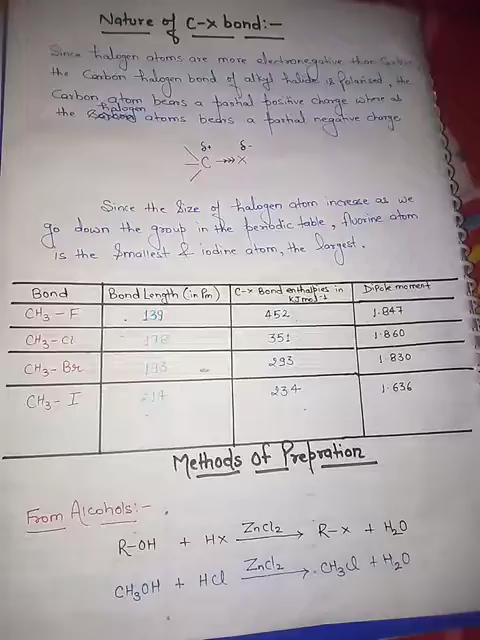 Nature of C-X bond:-
Since halogen atoms are more electronegative than Carbon
the Carbon halogen bond of alkyl halide is Polarised, the
Carbon atom bears a partial positive charge where as
the halogen atoms bears a partial negative charge
δ+ δ-
C →→→ X
Since the Size of halogen atom increase as we
go down the group in the periodic table, fluorine atom
is the Smallest & iodine atom, the largest.
Bond | Bond Length (in Pm) | C-x Bond enthalpies in KJmol⁻¹ | Dipole moment
CH₃-F | 139 | 452 | 1.847
CH₃-Cl | 178 | 351 | 1.860
CH₃-Br | 193 | 293 | 1.830
CH₃-I | 214 | 234 | 1.636
Methods of Prepration
From Alcohols:-
R-OH + Hx —ZnCl₂→ R-x + H₂O
CH₃OH + HCl —ZnCl₂→ CH₃Cl + H₂O